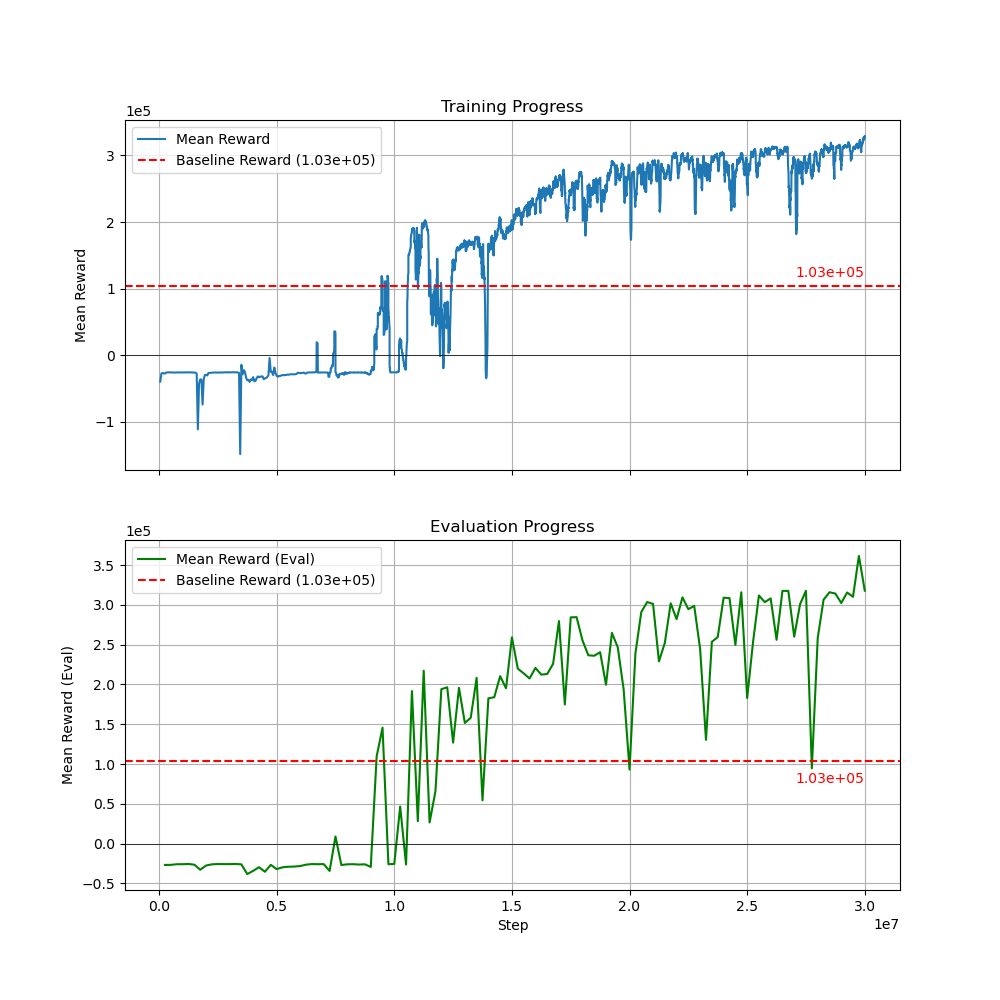 Training Progress
1e5
Mean Reward
Baseline Reward (1.03e+05)
3
2
1
0
−1
Mean Reward
1.03e+05
Evaluation Progress
1e5
Mean Reward (Eval)
Baseline Reward (1.03e+05)
3.5
3.0
2.5
2.0
1.5
1.0
0.5
0.0
−0.5
Mean Reward (Eval)
1.03e+05
0.0 0.5 1.0 1.5 2.0 2.5 3.0
Step
1e7